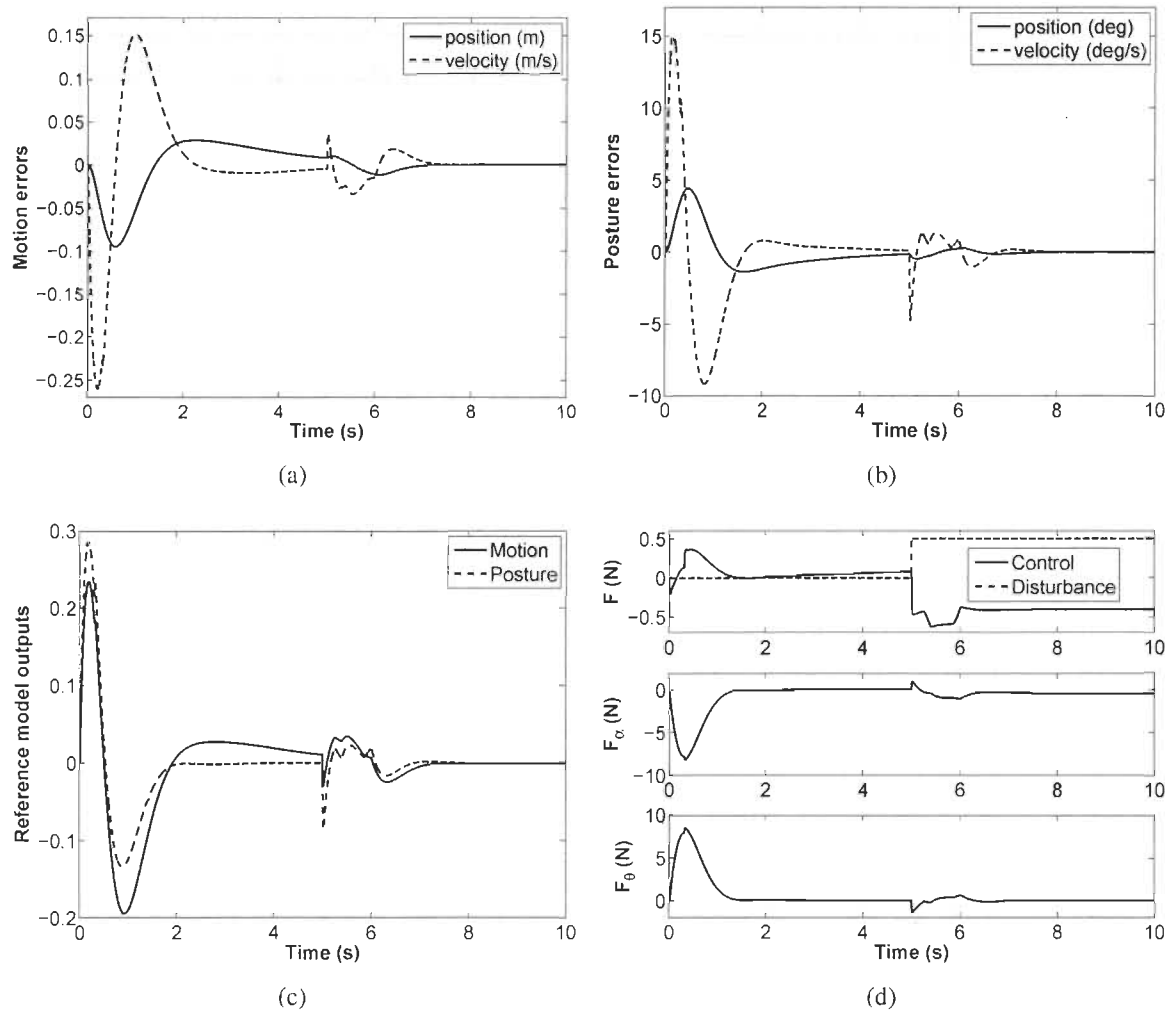 0.15
0.1
0.05
0
−0.05
−0.1
−0.15
−0.2
−0.25
Motion errors
position (m)
velocity (m/s)
0 2 4 6 8 10
Time (s)
(a)
15
10
5
0
−5
−10
Posture errors
position (deg)
velocity (deg/s)
0 2 4 6 8 10
Time (s)
(b)
0.3
0.2
0.1
0
−0.1
−0.2
Reference model outputs
Motion
Posture
0 2 4 6 8 10
Time (s)
(c)
0.5
0
−0.5
F (N)
Control
Disturbance
0 2 4 6 8 10
0
−5
−10
Fα (N)
0 2 4 6 8 10
10
5
0
Fθ (N)
0 2 4 6 8 10
Time (s)
(d)